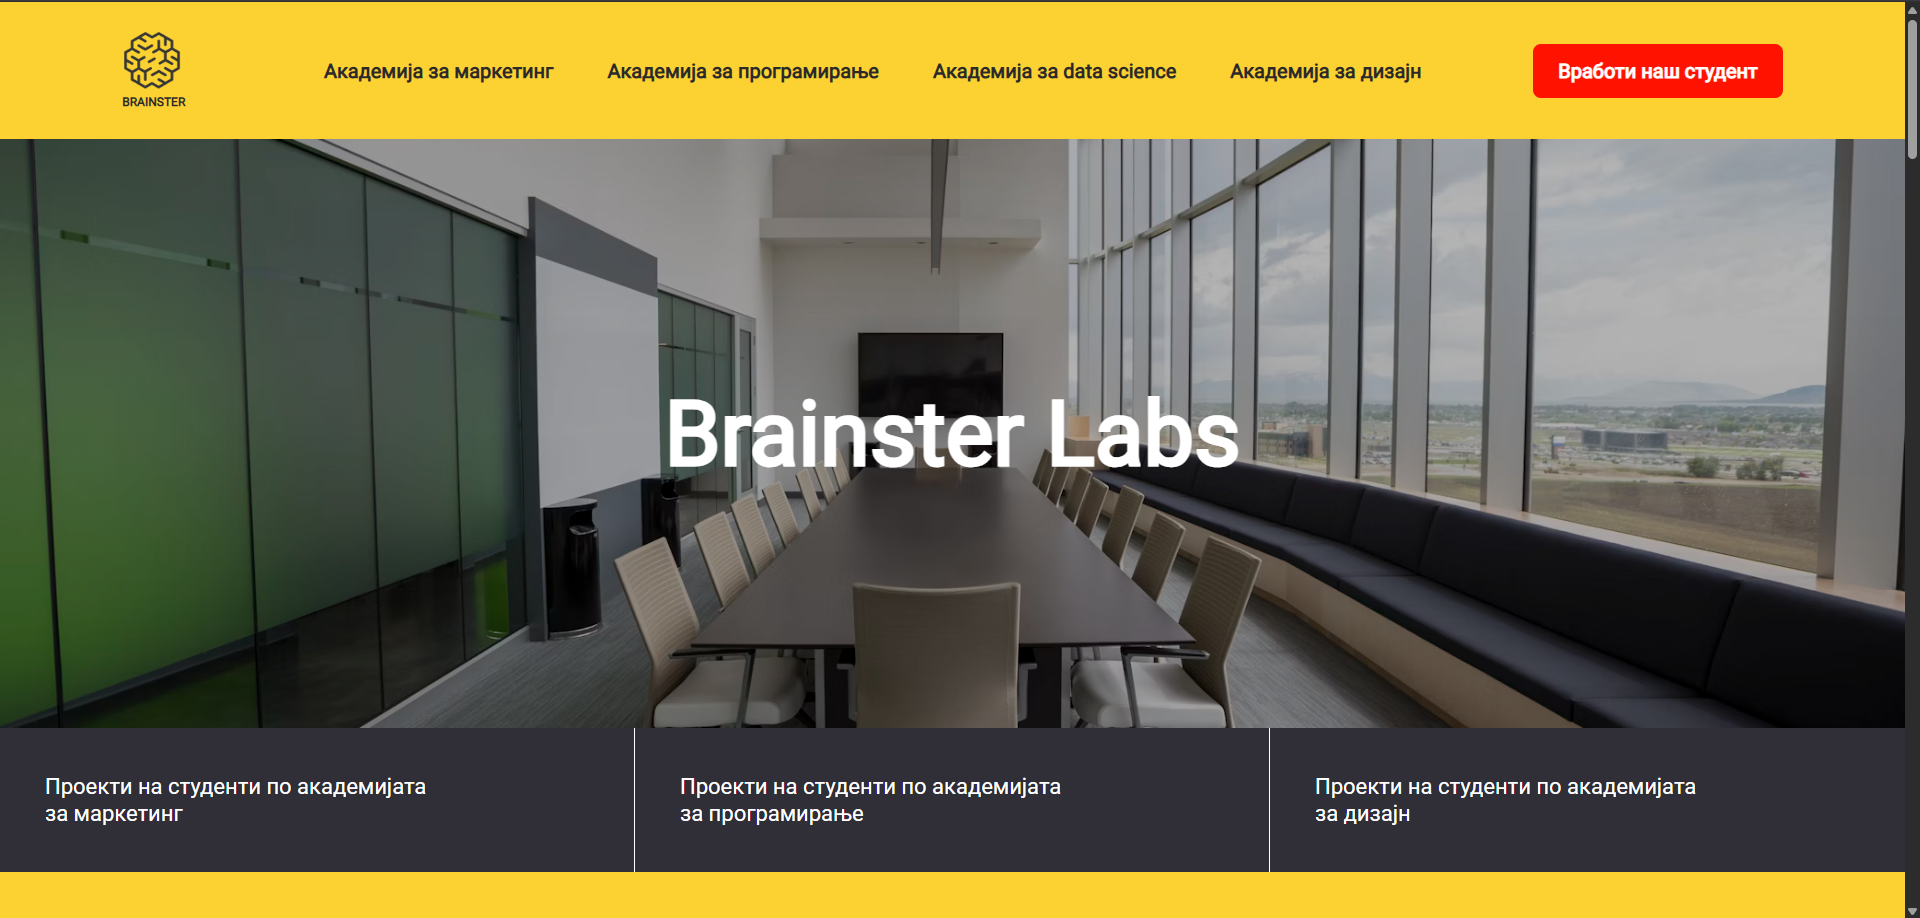 BRAINSTER
Академија за маркетинг
Академија за програмирање
Академија за data science
Академија за дизајн
Вработи наш студент
Brainster Labs
Проекти на студенти по академијата
за маркетинг
Проекти на студенти по академијата
за програмирање
Проекти на студенти по академијата
за дизајн